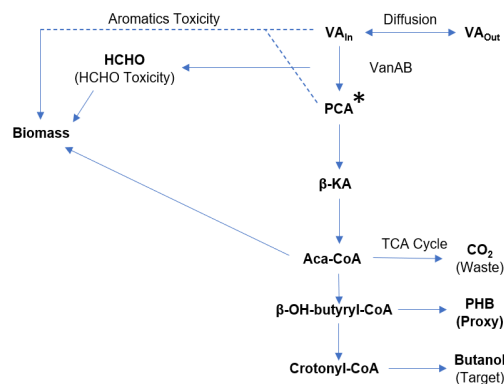 Aromatics Toxicity
VAIn
Diffusion
VAOut
HCHO
(HCHO Toxicity)
VanAB
PCA*
Biomass
β-KA
TCA Cycle
Aca-CoA
CO2
(Waste)
β-OH-butyryl-CoA
PHB
(Proxy)
Crotonyl-CoA
Butanol
(Target)